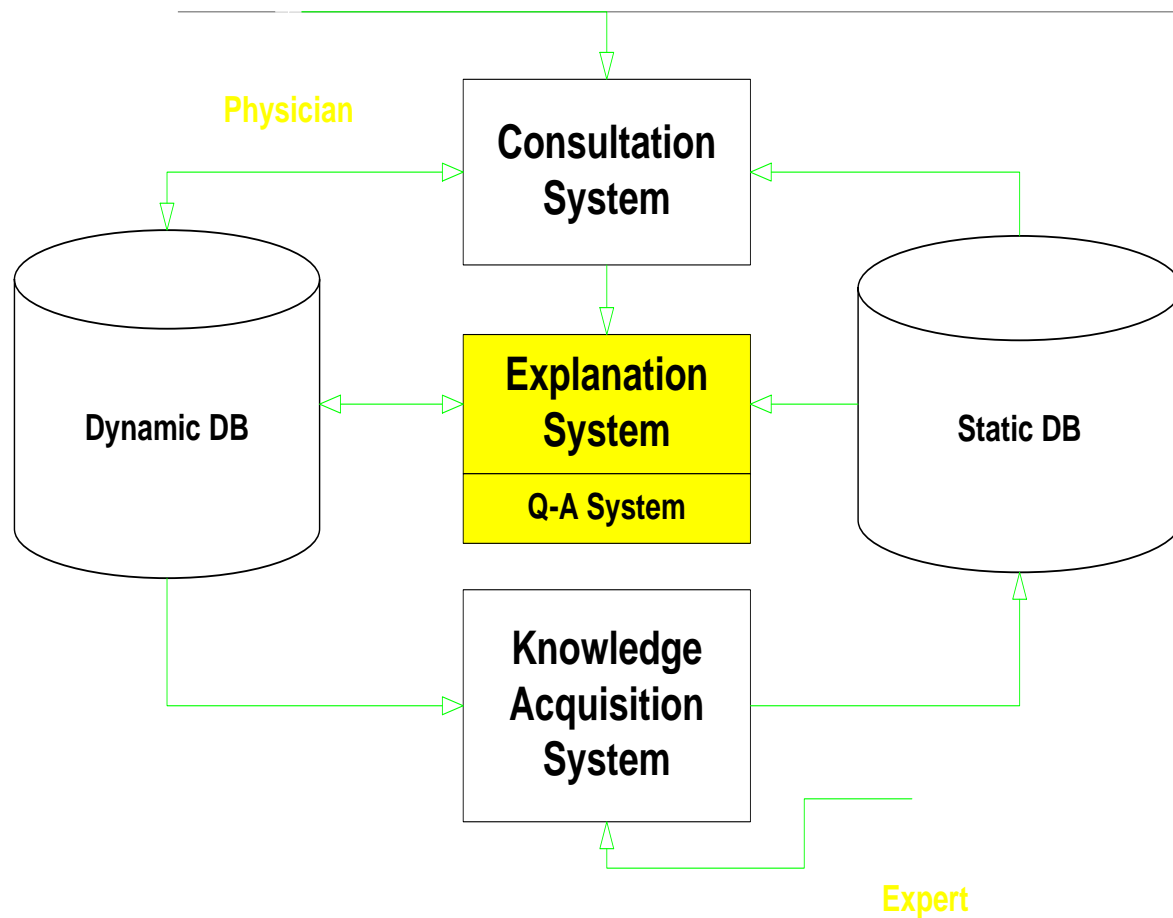 Physician
Consultation
System
Explanation
System
Dynamic DB
Static DB
Q-A System
Knowledge
Acquisition
System
Expert